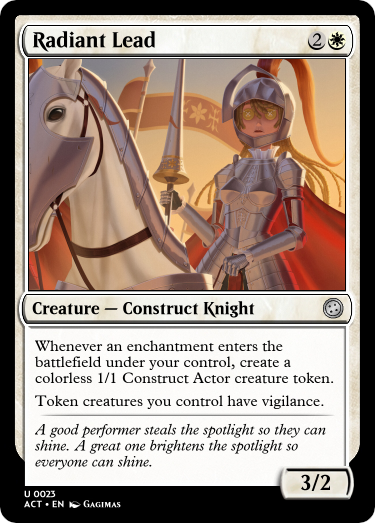 Radiant Lead
2
Creature — Construct Knight
Whenever an enchantment enters the
battlefield under your control, create a
colorless 1/1 Construct Actor creature token.
Token creatures you control have vigilance.
A good performer steals the spotlight so they can
shine. A great one brightens the spotlight so
everyone can shine.
3/2
U 0023
ACT • EN Gagimas